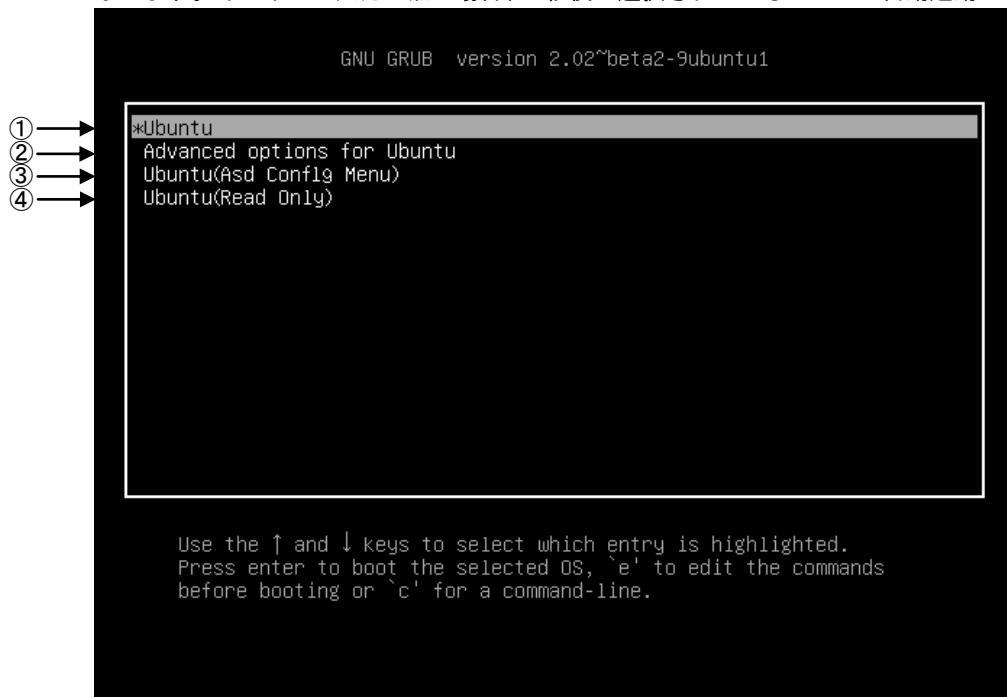 GNU GRUB version 2.02~beta2-9ubuntu1
① *Ubuntu
② Advanced options for Ubuntu
③ Ubuntu(Asd Conflg Menu)
④ Ubuntu(Read Only)
Use the ↑ and ↓ keys to select which entry is highlighted.
Press enter to boot the selected OS, `e' to edit the commands
before booting or `c' for a command-line.